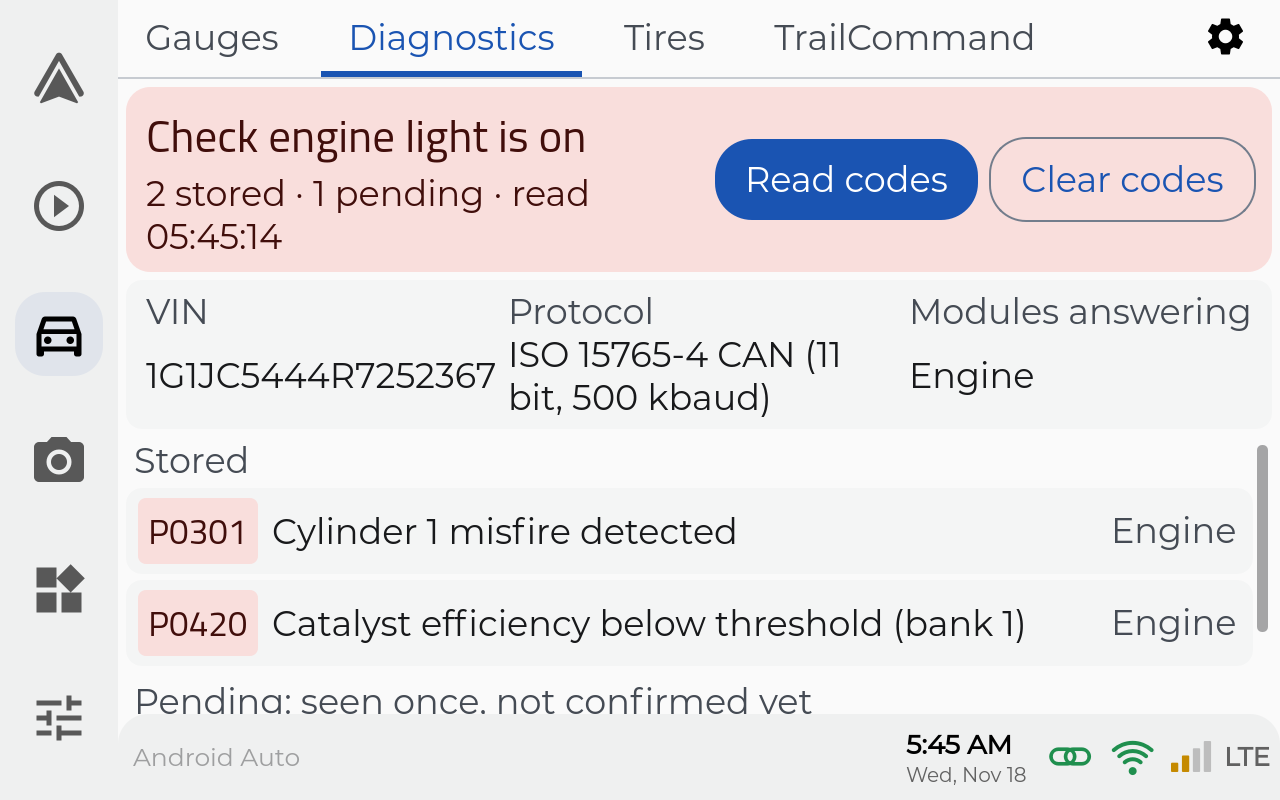 Gauges
Diagnostics
Tires
TrailCommand
Check engine light is on
2 stored · 1 pending · read
05:45:14
Read codes
Clear codes
VIN
1G1JC5444R7252367
Protocol
ISO 15765-4 CAN (11
bit, 500 kbaud)
Modules answering
Engine
Stored
P0301 Cylinder 1 misfire detected Engine
P0420 Catalyst efficiency below threshold (bank 1) Engine
Pending: seen once, not confirmed yet
Android Auto
5:45 AM
Wed, Nov 18
LTE